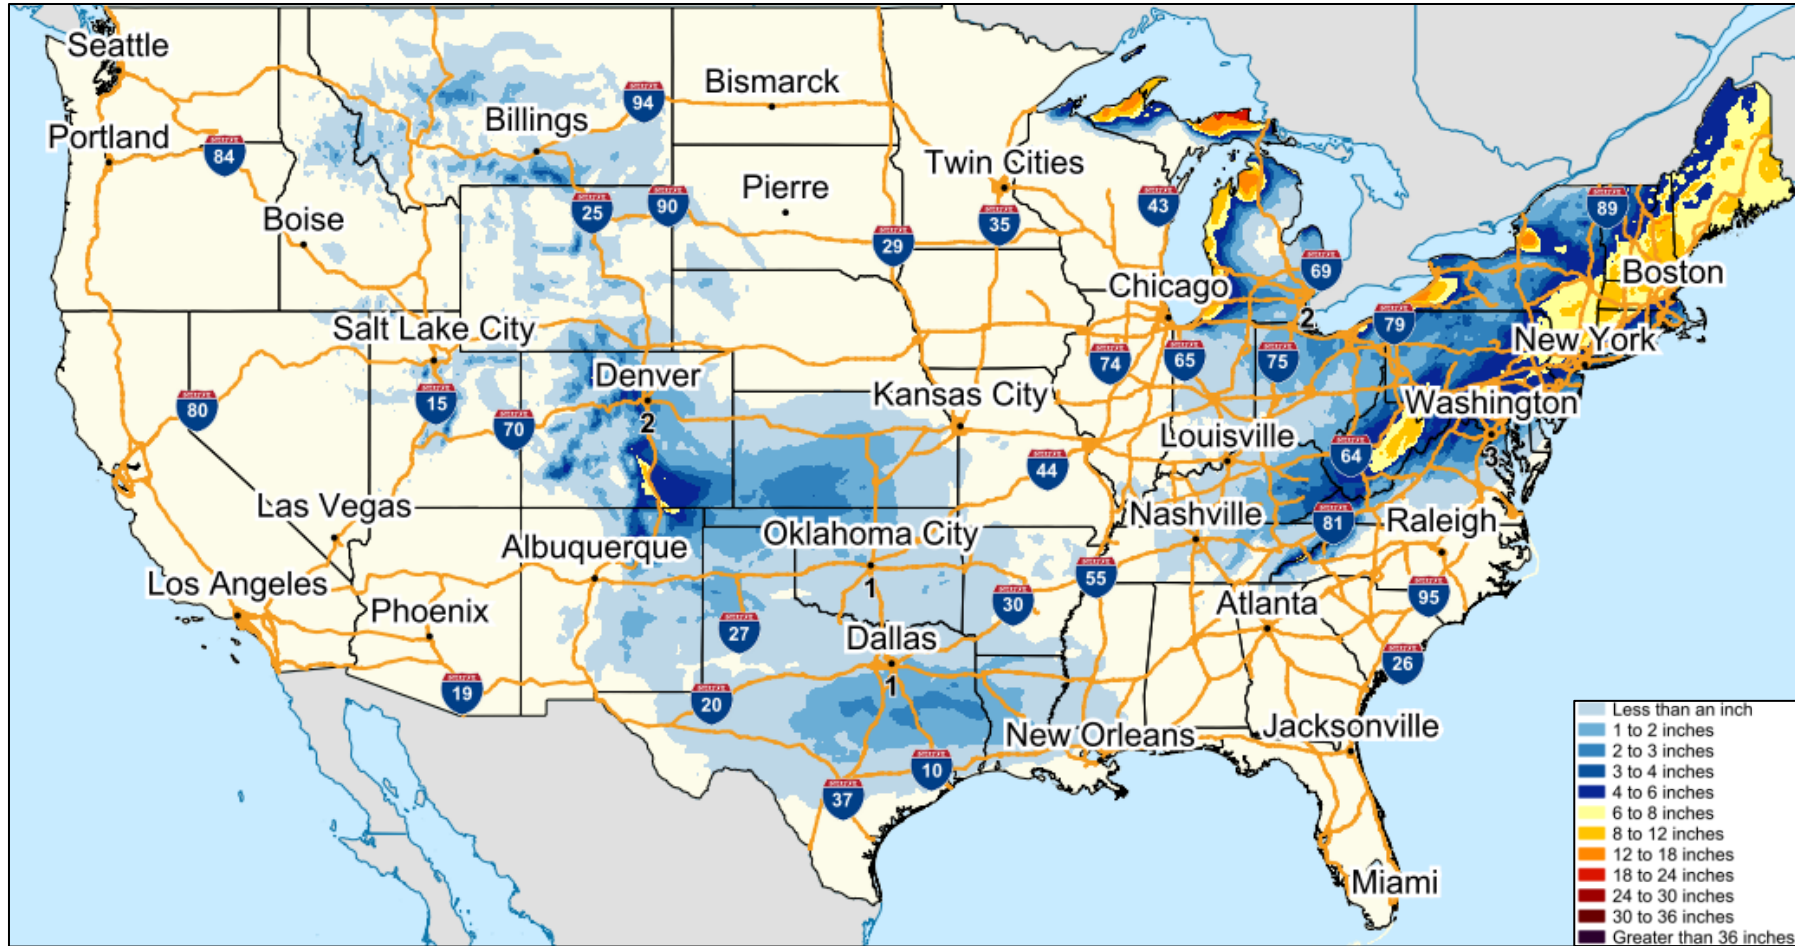 Seattle
Bismarck
94
Billings
Portland
84
Twin Cities
Pierre
25
90
43
89
Boise
35
29
69
Boston
Chicago
2
79
Salt Lake City
New York
74
65
75
Denver
Kansas City
80
15
2
Washington
70
Louisville
64
3
44
Las Vegas
Nashville
81
Raleigh
Oklahoma City
Albuquerque
Los Angeles
1
55
Phoenix
30
Atlanta
95
27
Dallas
1
26
19
20
New Orleans
Jacksonville
10
37
Miami
Less than an inch
1 to 2 inches
2 to 3 inches
3 to 4 inches
4 to 6 inches
6 to 8 inches
8 to 12 inches
12 to 18 inches
18 to 24 inches
24 to 30 inches
30 to 36 inches
Greater than 36 inches